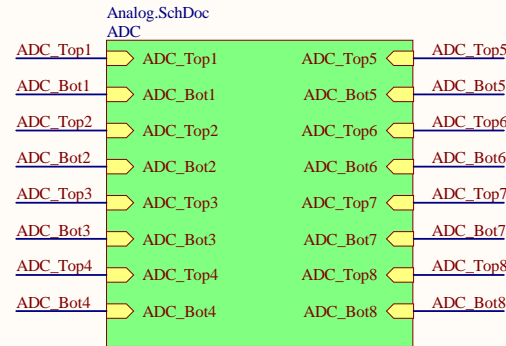 Analog.SchDoc
ADC
ADC_Top1 ADC_Top1 ADC_Top5 ADC_Top5
ADC_Bot1 ADC_Bot1 ADC_Bot5 ADC_Bot5
ADC_Top2 ADC_Top2 ADC_Top6 ADC_Top6
ADC_Bot2 ADC_Bot2 ADC_Bot6 ADC_Bot6
ADC_Top3 ADC_Top3 ADC_Top7 ADC_Top7
ADC_Bot3 ADC_Bot3 ADC_Bot7 ADC_Bot7
ADC_Top4 ADC_Top4 ADC_Top8 ADC_Top8
ADC_Bot4 ADC_Bot4 ADC_Bot8 ADC_Bot8